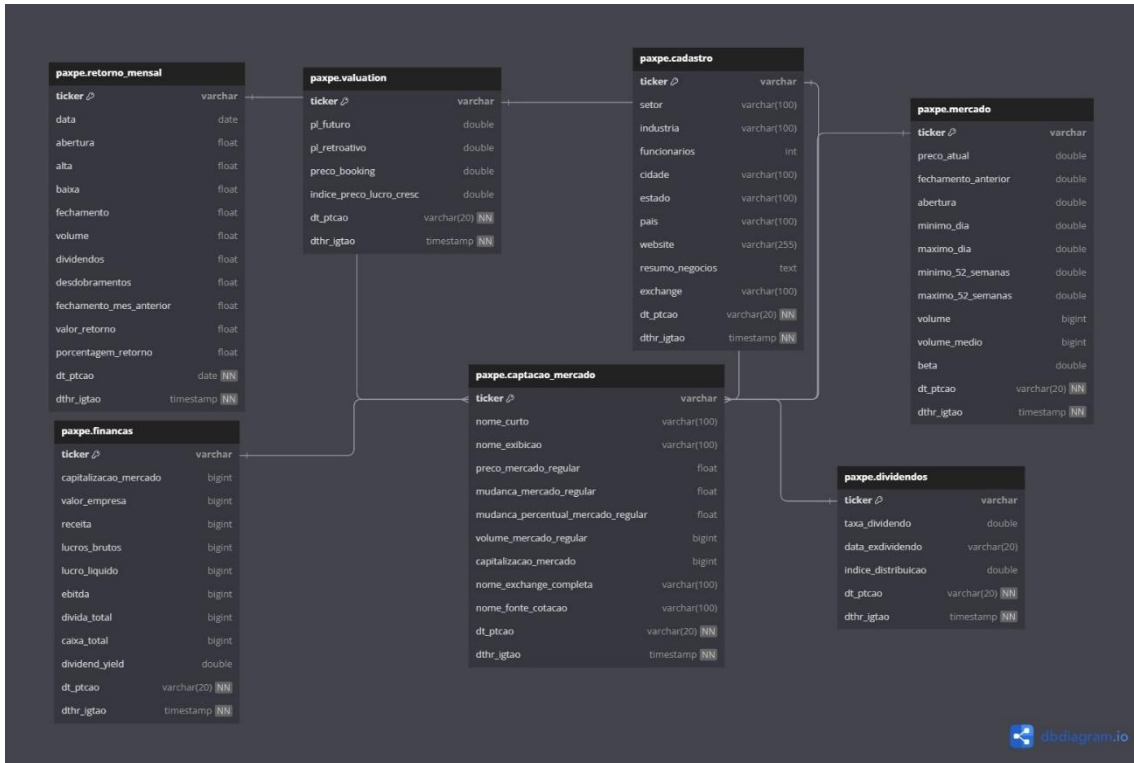 paxpe.retorno_mensal
ticker varchar
data date
abertura float
alta float
baixa float
fechamento float
volume float
dividendos float
desdobramentos float
fechamento_mes_anterior float
valor_retorno float
porcentagem_retorno float
dt_ptcao date NN
dthr_igtao timestamp NN
paxpe.valuation
ticker varchar
pl_futuro double
pl_retroativo double
preco_booking double
indice_preco_lucro_cresc double
dt_ptcao varchar(20) NN
dthr_igtao timestamp NN
paxpe.cadastro
ticker varchar
setor varchar(100)
industria varchar(100)
funcionarios int
cidade varchar(100)
estado varchar(100)
pais varchar(100)
website varchar(255)
resumo_negocios text
exchange varchar(100)
dt_ptcao varchar(20) NN
dthr_igtao timestamp NN
paxpe.mercado
ticker varchar
preco_atual double
fechamento_anterior double
abertura double
minimo_dia double
maximo_dia double
minimo_52_semanas double
maximo_52_semanas double
volume bigint
volume_medio bigint
beta double
dt_ptcao varchar(20) NN
dthr_igtao timestamp NN
paxpe.financas
ticker varchar
capitalizacao_mercado bigint
valor_empresa bigint
receita bigint
lucros_brutos bigint
lucro_liquido bigint
ebitda bigint
divida_total bigint
caixa_total bigint
dividend_yield double
dt_ptcao varchar(20) NN
dthr_igtao timestamp NN
paxpe.captacao_mercado
ticker varchar
nome_curto varchar(100)
nome_exibicao varchar(100)
preco_mercado_regular float
mudanca_mercado_regular float
mudanca_percentual_mercado_regular float
volume_mercado_regular bigint
capitalizacao_mercado bigint
nome_exchange_completa varchar(100)
nome_fonte_cotacao varchar(100)
dt_ptcao varchar(20) NN
dthr_igtao timestamp NN
paxpe.dividendos
ticker varchar
taxa_dividendo double
data_exdividendo varchar(20)
indice_distribuicao double
dt_ptcao varchar(20) NN
dthr_igtao timestamp NN
dbdiagram.io